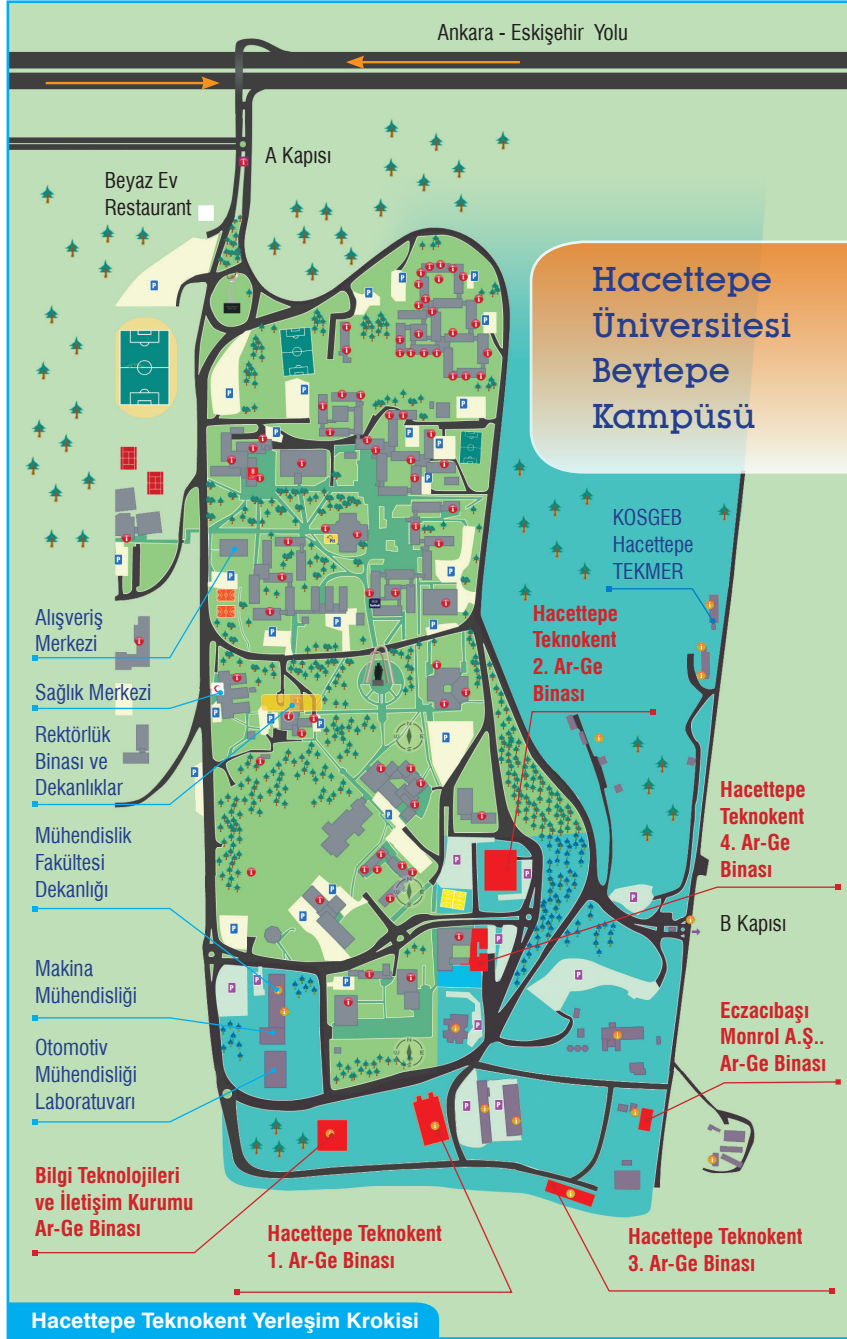 Ankara - Eskişehir Yolu
A Kapısı
Beyaz Ev
Restaurant
Hacettepe
Üniversitesi
Beytepe
Kampüsü
KOSGEB
Hacettepe
TEKMER
Hacettepe
Teknokent
2. Ar-Ge
Binası
Alışveriş
Merkezi
Sağlık Merkezi
Rektörlük
Binası ve
Dekanlıklar
Mühendislik
Fakültesi
Dekanlığı
Makina
Mühendisliği
Otomotiv
Mühendisliği
Laboratuvarı
Hacettepe
Teknokent
4. Ar-Ge
Binası
B Kapısı
Eczacıbaşı
Monrol A.Ş..
Ar-Ge Binası
Bilgi Teknolojileri
ve İletişim Kurumu
Ar-Ge Binası
Hacettepe Teknokent
1. Ar-Ge Binası
Hacettepe Teknokent
3. Ar-Ge Binası
Hacettepe Teknokent Yerleşim Krokisi